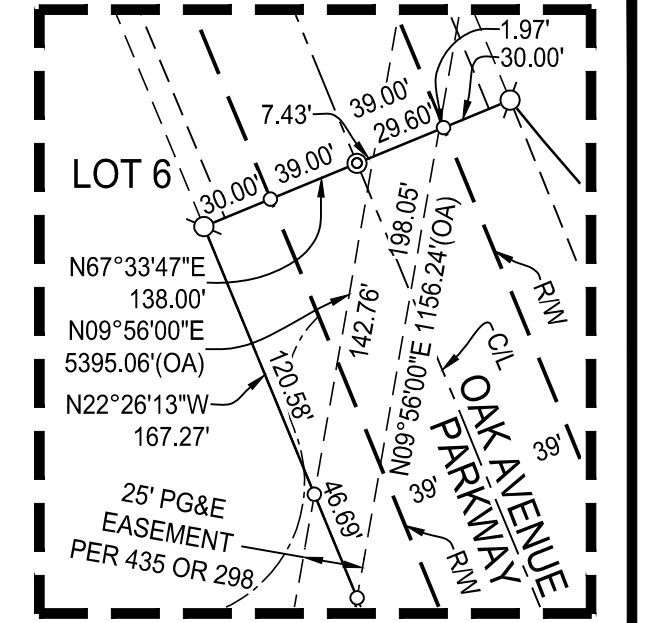 1.97'
30.00'
39.00'
7.43'
29.60'
39.00'
LOT 6
30.00'
198.05'
N67°33'47"E
138.00'
N09°56'00"E
5395.06'(OA)
142.76'
N09°56'00"E 1156.24'(OA)
R/W
C/L
N22°26'13"W
167.27'
120.58'
OAK AVENUE
PARKWAY
39'
39'
46.69'
25' PG&E
EASEMENT
PER 435 OR 298
R/W